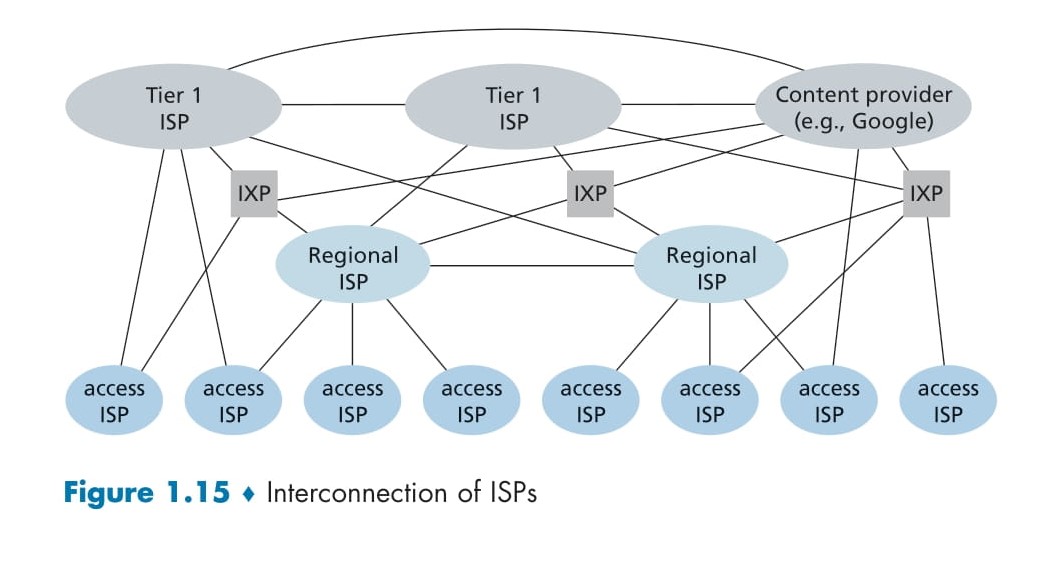 Tier 1
ISP
Tier 1
ISP
Content provider
(e.g., Google)
IXP
IXP
IXP
Regional
ISP
Regional
ISP
access
ISP
access
ISP
access
ISP
access
ISP
access
ISP
access
ISP
access
ISP
access
ISP
Figure 1.15 ♦ Interconnection of ISPs